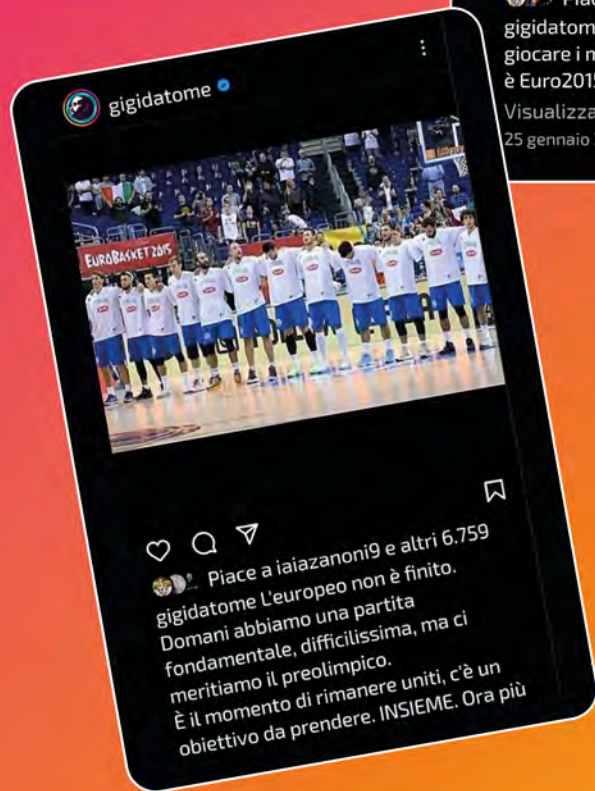 gigidatom
giocare i m
è Euro2015
Visualizza
25 gennaio
gigidatome
EUROBASKET 2015
Piace a iaiazanoni9 e altri 6.759
gigidatome L'europeo non è finito.
Domani abbiamo una partita
fondamentale, difficilissima, ma ci
meritiamo il preolimpico.
È il momento di rimanere uniti, c'è un
obiettivo da prendere. INSIEME. Ora più